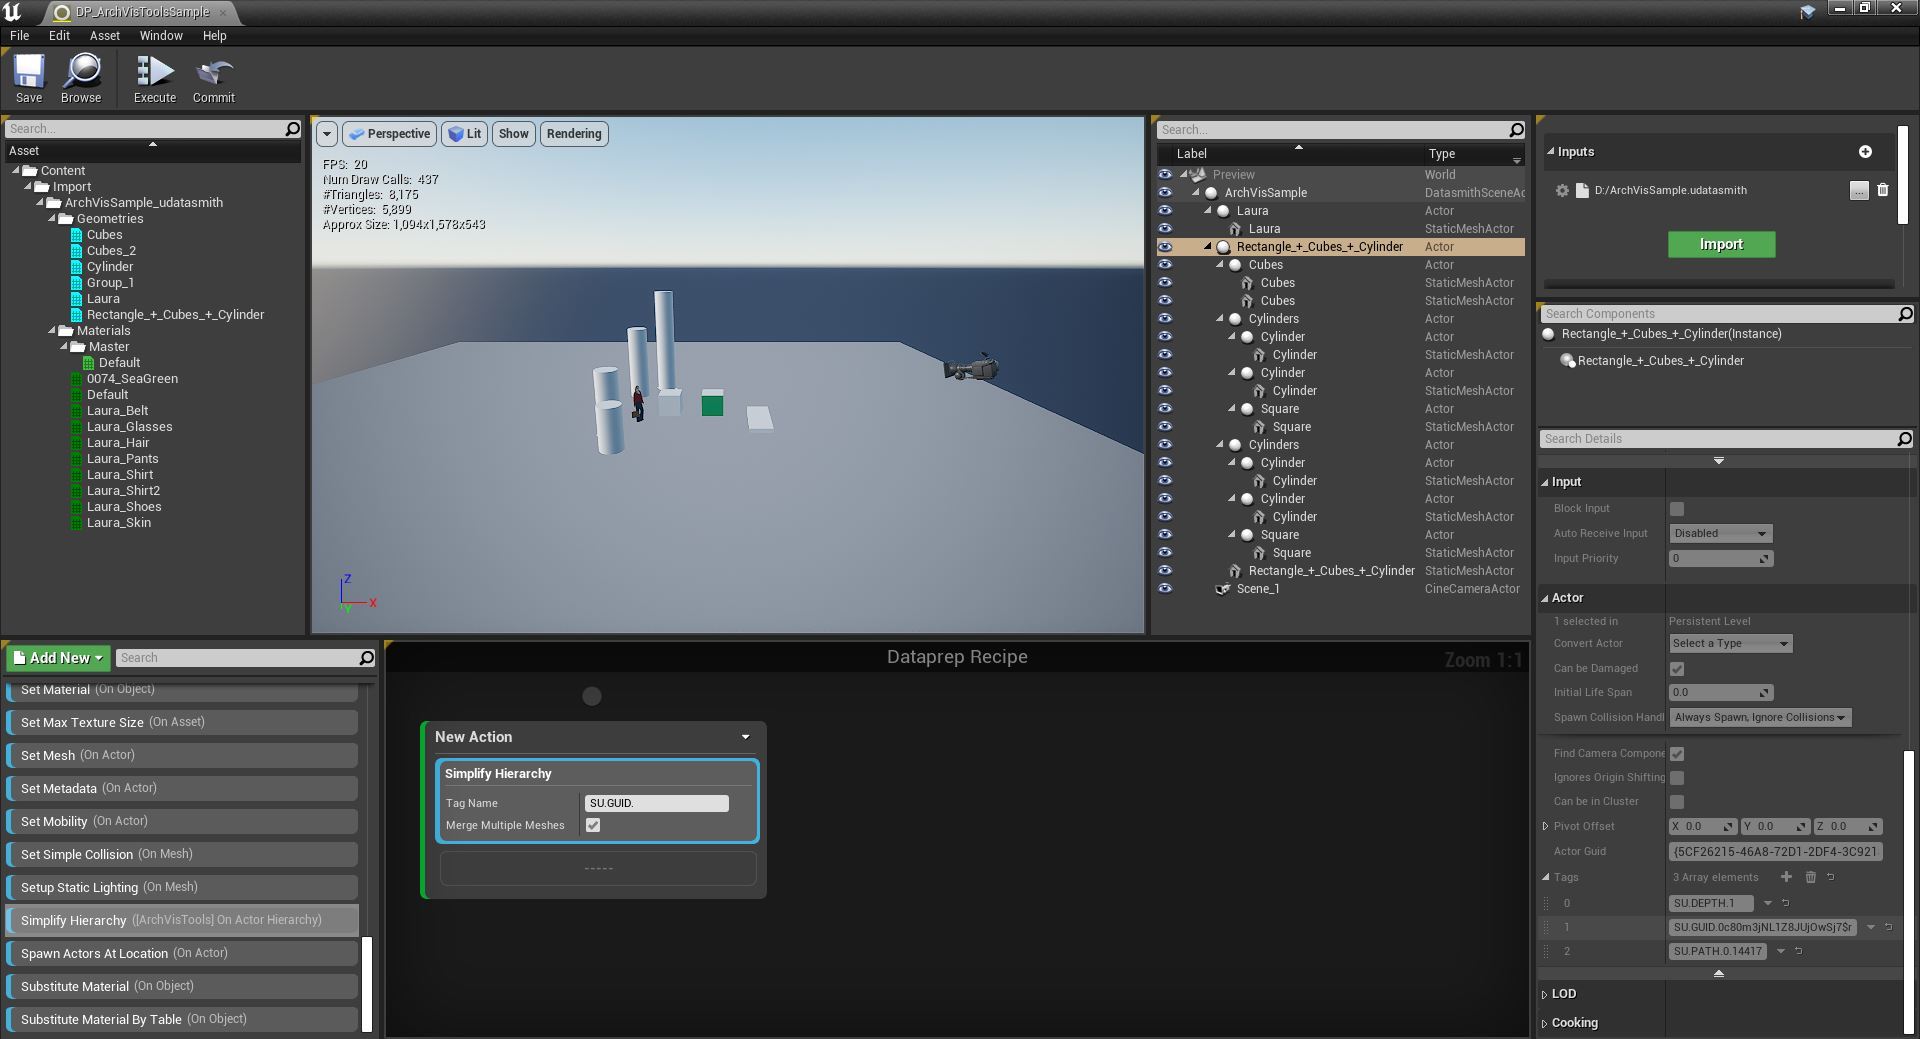 DP_ArchVisToolsSample
File Edit Asset Window Help
Save Browse Execute Commit
Search...
Asset
Content
Import
ArchVisSample_udatasmith
Geometries
Cubes
Cubes_2
Cylinder
Group_1
Laura
Rectangle_+_Cubes_+_Cylinder
Materials
Master
Default
0074_SeaGreen
Default
Laura_Belt
Laura_Glasses
Laura_Hair
Laura_Pants
Laura_Shirt
Laura_Shirt2
Laura_Shoes
Laura_Skin
Perspective Lit Show Rendering
FPS: 20
Num Draw Calls: 437
#Triangles: 8,175
#Vertices: 5,899
Approx Size: 1,094x1,578x543
Z
X
Y
Search...
Label Type
Preview World
ArchVisSample DatasmithSceneAc
Laura Actor
Laura StaticMeshActor
Rectangle_+_Cubes_+_Cylinder Actor
Cubes Actor
Cubes StaticMeshActor
Cubes StaticMeshActor
Cylinders Actor
Cylinder Actor
Cylinder StaticMeshActor
Cylinder Actor
Cylinder StaticMeshActor
Square Actor
Square StaticMeshActor
Cylinders Actor
Cylinder Actor
Cylinder StaticMeshActor
Cylinder Actor
Cylinder StaticMeshActor
Square Actor
Square StaticMeshActor
Rectangle_+_Cubes_+_Cylinder StaticMeshActor
Scene_1 CineCameraActor
Inputs
D:/ArchVisSample.udatasmith ...
Import
Search Components
Rectangle_+_Cubes_+_Cylinder(Instance)
Rectangle_+_Cubes_+_Cylinder
Search Details
Input
Block Input
Auto Receive Input Disabled
Input Priority 0
Actor
1 selected in Persistent Level
Convert Actor Select a Type
Can be Damaged
Initial Life Span 0.0
Spawn Collision Handl Always Spawn, Ignore Collisions
Find Camera Compone
Ignores Origin Shifting
Can be in Cluster
Pivot Offset X 0.0 Y 0.0 Z 0.0
Actor Guid {5CF26215-46A8-72D1-2DF4-3C921
Tags 3 Array elements
0 SU.DEPTH.1
1 SU.GUID.0c80m3jNL1Z8JUjOwSj7$r
2 SU.PATH.0.14417
LOD
Cooking
Add New Search
Set Material (On Object)
Set Max Texture Size (On Asset)
Set Mesh (On Actor)
Set Metadata (On Actor)
Set Mobility (On Actor)
Set Simple Collision (On Mesh)
Setup Static Lighting (On Mesh)
Simplify Hierarchy ([ArchVisTools] On Actor Hierarchy)
Spawn Actors At Location (On Actor)
Substitute Material (On Object)
Substitute Material By Table (On Object)
Dataprep Recipe
Zoom 1:1
New Action
Simplify Hierarchy
Tag Name SU.GUID.
Merge Multiple Meshes
-----